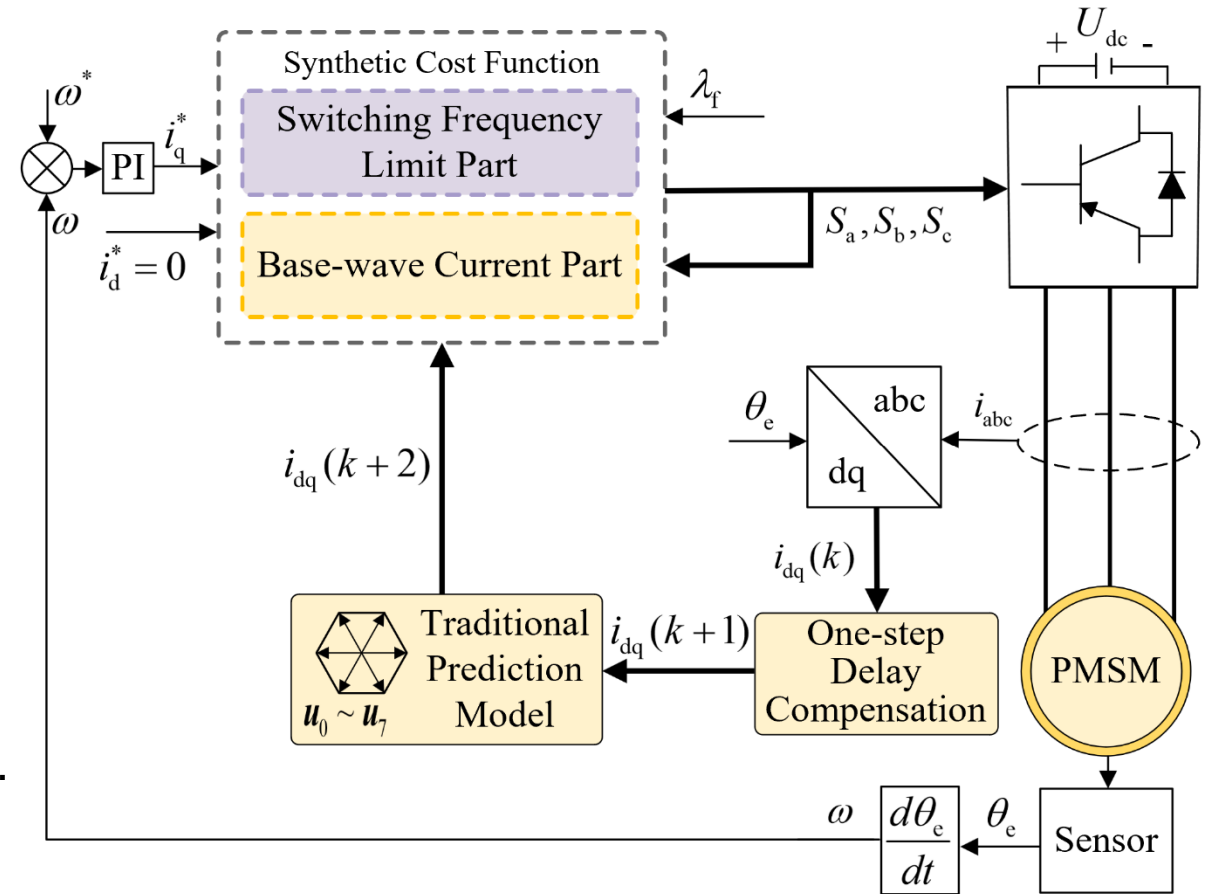 Synthetic Cost Function
Switching Frequency
Limit Part
Base-wave Current Part
ω*
PI
i*q
ω
i*d = 0
λf
Sa, Sb, Sc
+ Udc -
θe
abc
dq
iabc
idq(k+2)
idq(k)
Traditional
Prediction
Model
u0 ~ u7
idq(k+1)
One-step
Delay
Compensation
PMSM
ω
dθe
dt
θe
Sensor